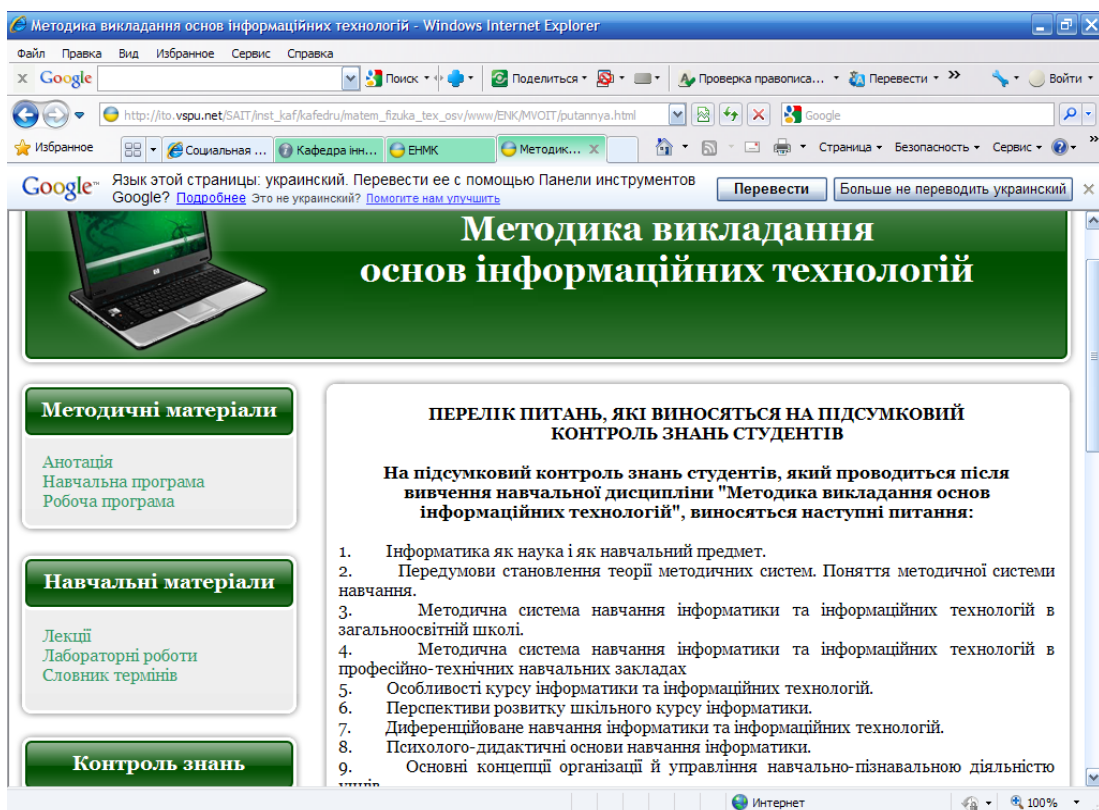 Методика викладання основ інформаційних технологій - Windows Internet Explorer
Файл Правка Вид Избранное Сервис Справка
x Google Поиск Поделиться Проверка правописа... Перевести » Войти
http://ito.vspu.net/SAIT/inst_kaf/kafedru/matem_fizuka_tex_osv/www/ENK/MVOIT/putannya.html Google
Избранное Социальная ... Кафедра інн... ЕНМК Методик... Страница Безопасность Сервис »
Google™ Язык этой страницы: украинский. Перевести ее с помощью Панели инструментов Перевести Больше не переводить украинский
Google? Подробнее Это не украинский? Помогите нам улучшить
Методика викладання
основ інформаційних технологій
hp
Методичні матеріали
Анотація
Навчальна програма
Робоча програма
Навчальні матеріали
Лекції
Лабораторні роботи
Словник термінів
Контроль знань
ПЕРЕЛІК ПИТАНЬ, ЯКІ ВИНОСЯТЬСЯ НА ПІДСУМКОВИЙ
КОНТРОЛЬ ЗНАНЬ СТУДЕНТІВ
На підсумковий контроль знань студентів, який проводиться після
вивчення навчальної дисципліни "Методика викладання основ
інформаційних технологій", виносяться наступні питання:
1. Інформатика як наука і як навчальний предмет.
2. Передумови становлення теорії методичних систем. Поняття методичної системи
навчання.
3. Методична система навчання інформатики та інформаційних технологій в
загальноосвітній школі.
4. Методична система навчання інформатики та інформаційних технологій в
професійно-технічних навчальних закладах
5. Особливості курсу інформатики та інформаційних технологій.
6. Перспективи розвитку шкільного курсу інформатики.
7. Диференційоване навчання інформатики та інформаційних технологій.
8. Психолого-дидактичні основи навчання інформатики.
9. Основні концепції організації й управління навчально-пізнавальною діяльністю
Интернет 100%